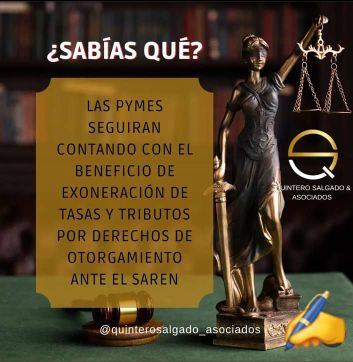 ¿SABÍAS QUÉ?
LAS PYMES
SEGUIRAN
CONTANDO CON EL
BENEFICIO DE
EXONERACIÓN DE
TASAS Y TRIBUTOS
POR DERECHOS DE
OTORGAMIENTO
ANTE EL SAREN
QUINTERO SALGADO &
ASOCIADOS
@quinterosalgado_asociados